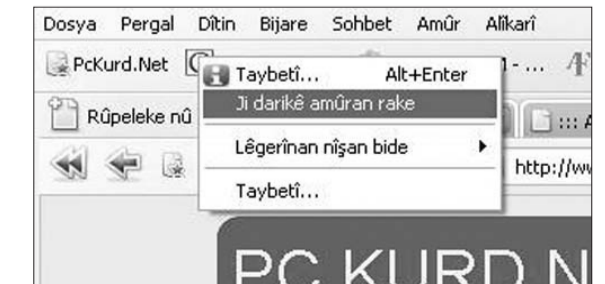 Dosya Pergal Dîtin Bijare Sohbet Amûr Alîkarî
PcKurd.Net
Taybetî... Alt+Enter
Ji darikê amûran rake
Rûpeleke nû
Lêgerînan nîşan bide
http://ww
Taybetî...
PC KURD.N